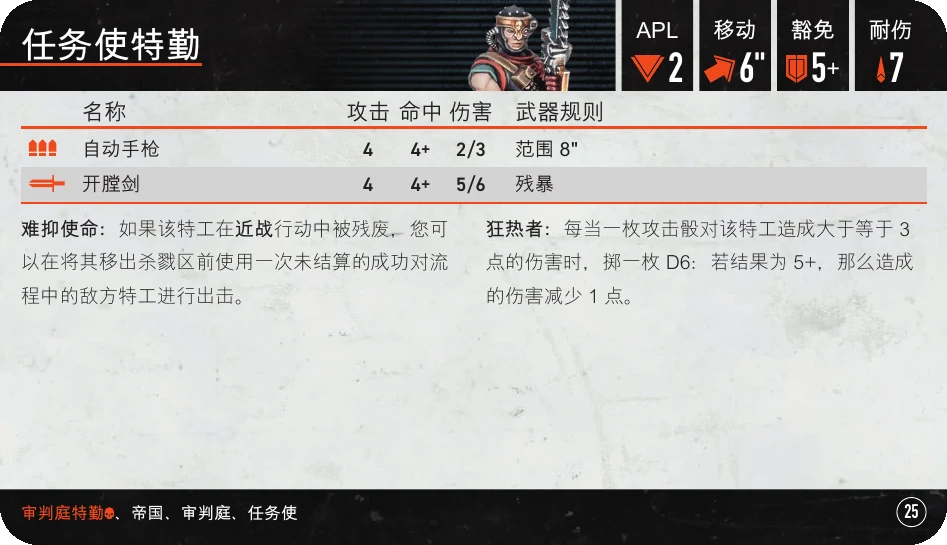 任务使特勤
APL 移动 豁免 耐伤
2 6" 5+ 7
名称 攻击 命中 伤害 武器规则
自动手枪 4 4+ 2/3 范围 8"
开膛剑 4 4+ 5/6 残暴
难抑使命：如果该特工在近战行动中被残废，您可
以在将其移出杀戮区前使用一次未结算的成功对流
程中的敌方特工进行出击。
狂热者：每当一枚攻击骰对该特工造成大于等于 3
点的伤害时，掷一枚 D6：若结果为 5+，那么造成
的伤害减少 1 点。
审判庭特勤、帝国、审判庭、任务使
25